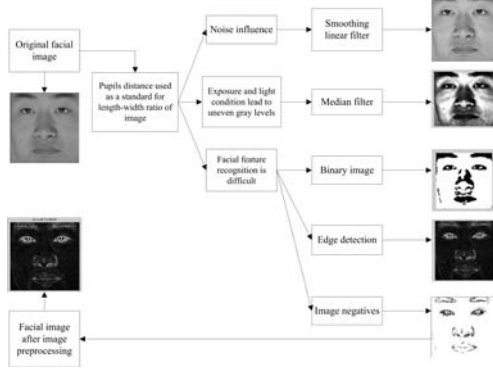 Original facial
image
Pupils distance used
as a standard for
length-width ratio of
image
Noise influence
Smoothing
linear filter
Exposure and light
condition lead to
uneven gray levels
Median filter
Facial feature
recognition is
difficult
Binary image
Edge detection
Image negatives
Facial image
after image
preprocessing